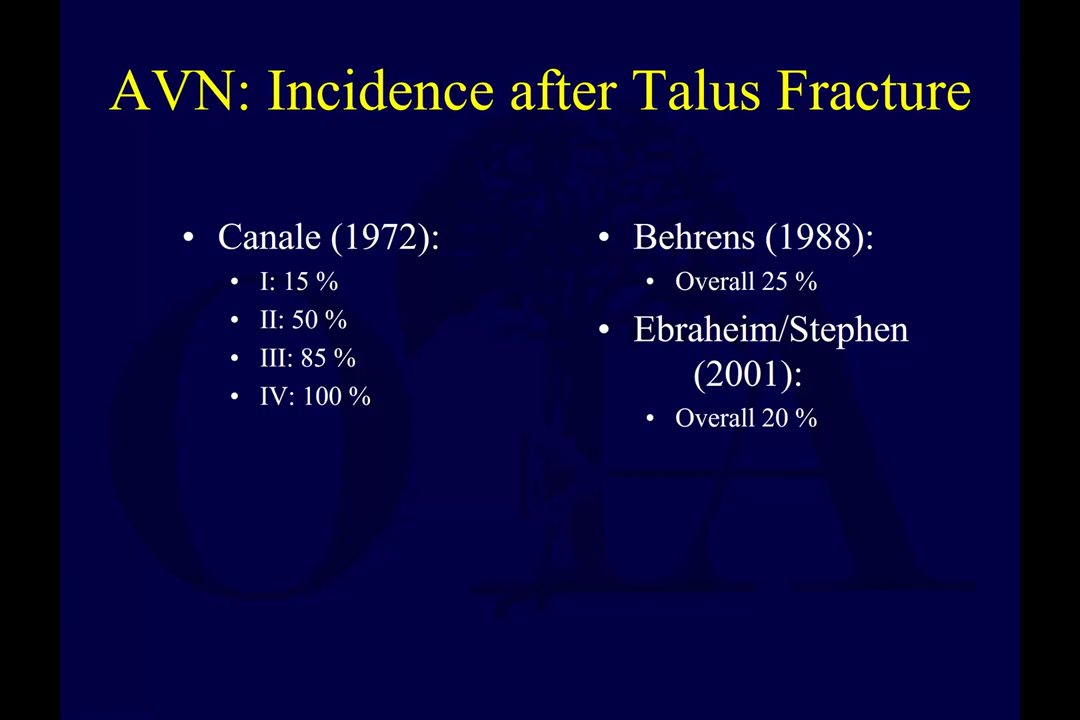 AVN: Incidence after Talus Fracture
• Canale (1972):
• I: 15 %
• II: 50 %
• III: 85 %
• IV: 100 %
• Behrens (1988):
• Overall 25 %
• Ebraheim/Stephen
(2001):
• Overall 20 %
OTA